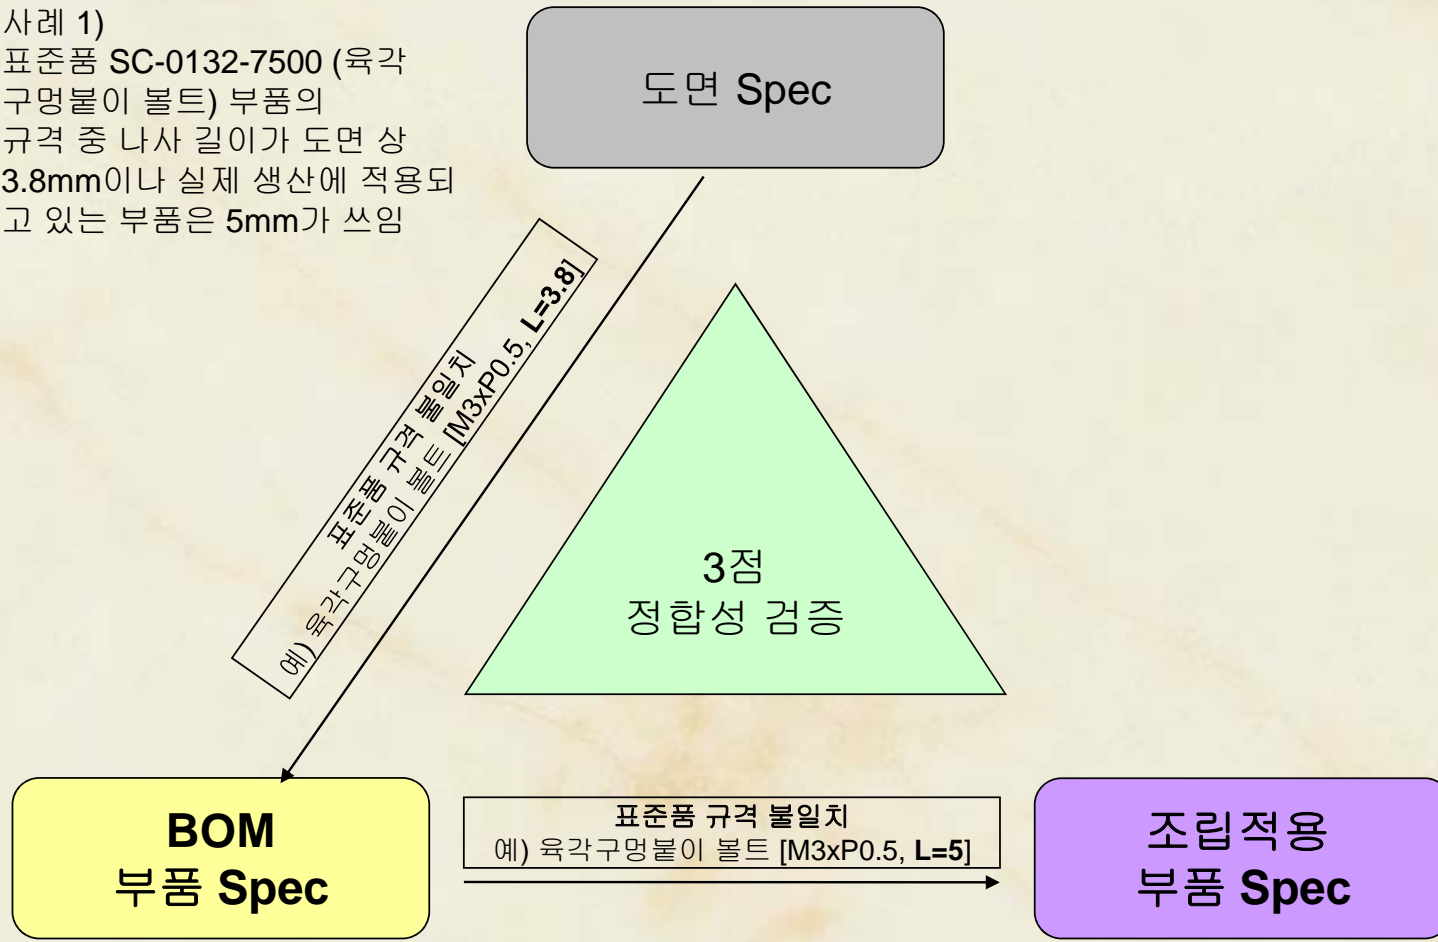 사례 1)
표준품 SC-0132-7500 (육각
구멍붙이 볼트) 부품의
규격 중 나사 길이가 도면 상
3.8mm이나 실제 생산에 적용되
고 있는 부품은 5mm가 쓰임
도면 Spec
표준품 규격 불일치
예) 육각구멍붙이 볼트 [M3xP0.5, L=3.8]
3점
정합성 검증
BOM
부품 Spec
표준품 규격 불일치
예) 육각구멍붙이 볼트 [M3xP0.5, L=5]
조립적용
부품 Spec